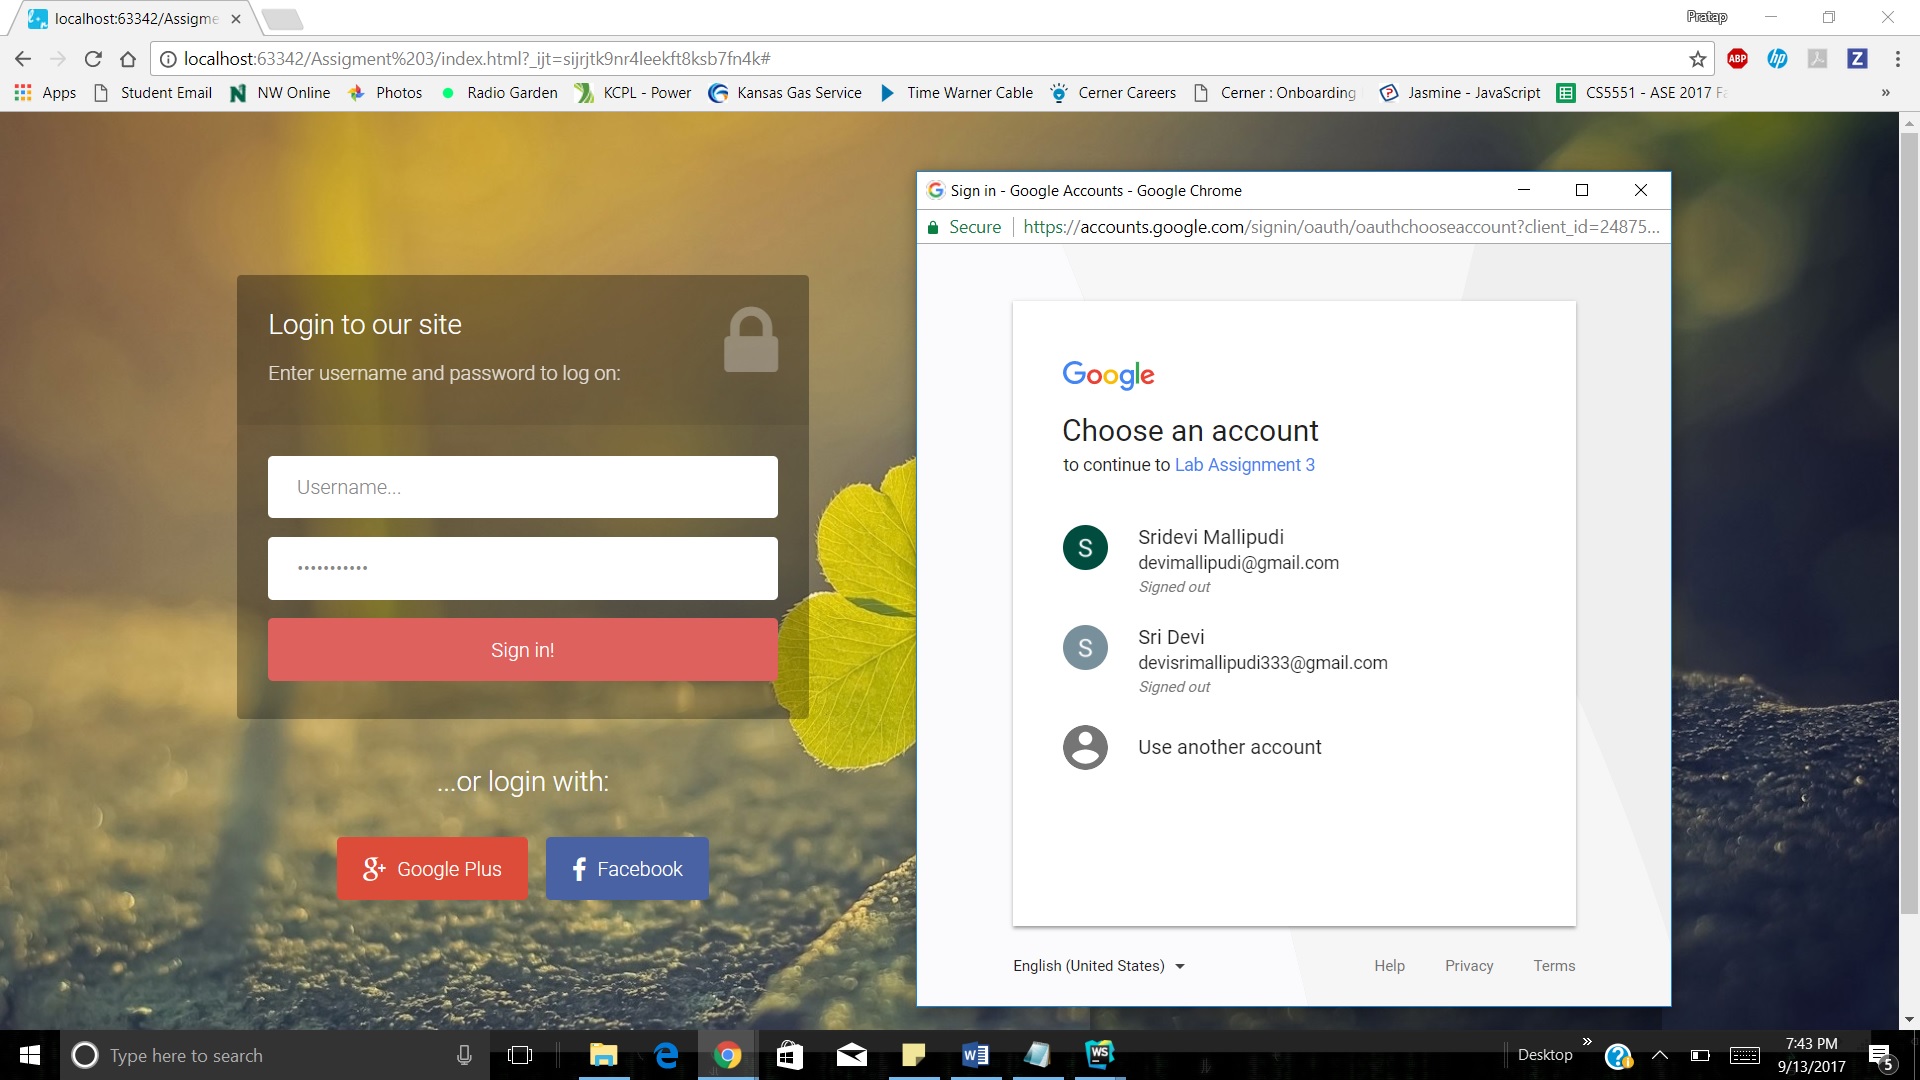 localhost:63342/Assigme
Pratap
localhost:63342/Assigment%203/index.html?_ijt=sijrjtk9nr4leekft8ksb7fn4k#
ABP
hp
Z
Apps
Student Email
NW Online
Photos
Radio Garden
KCPL - Power
Kansas Gas Service
Time Warner Cable
Cerner Careers
Cerner : Onboarding
Jasmine - JavaScript
CS5551 - ASE 2017 Fa
»
Login to our site
Enter username and password to log on:
Username...
•••••••••••
Sign in!
...or login with:
g+ Google Plus
f Facebook
Sign in - Google Accounts - Google Chrome
Secure
https://accounts.google.com/signin/oauth/oauthchooseaccount?client_id=24875...
Google
Choose an account
to continue to Lab Assignment 3
S
Sridevi Mallipudi
devimallipudi@gmail.com
Signed out
S
Sri Devi
devisrimallipudi333@gmail.com
Signed out
Use another account
English (United States)
Help
Privacy
Terms
Type here to search
WS
Desktop
»
7:43 PM
9/13/2017
5